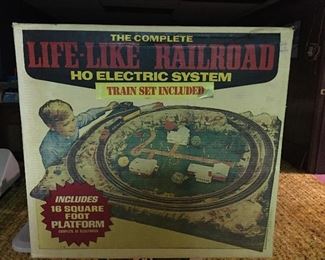 THE COMPLETE
LIFE-LIKE RAILROAD
HO ELECTRIC SYSTEM
TRAIN SET INCLUDED
INCLUDES
16 SQUARE
FOOT
PLATFORM